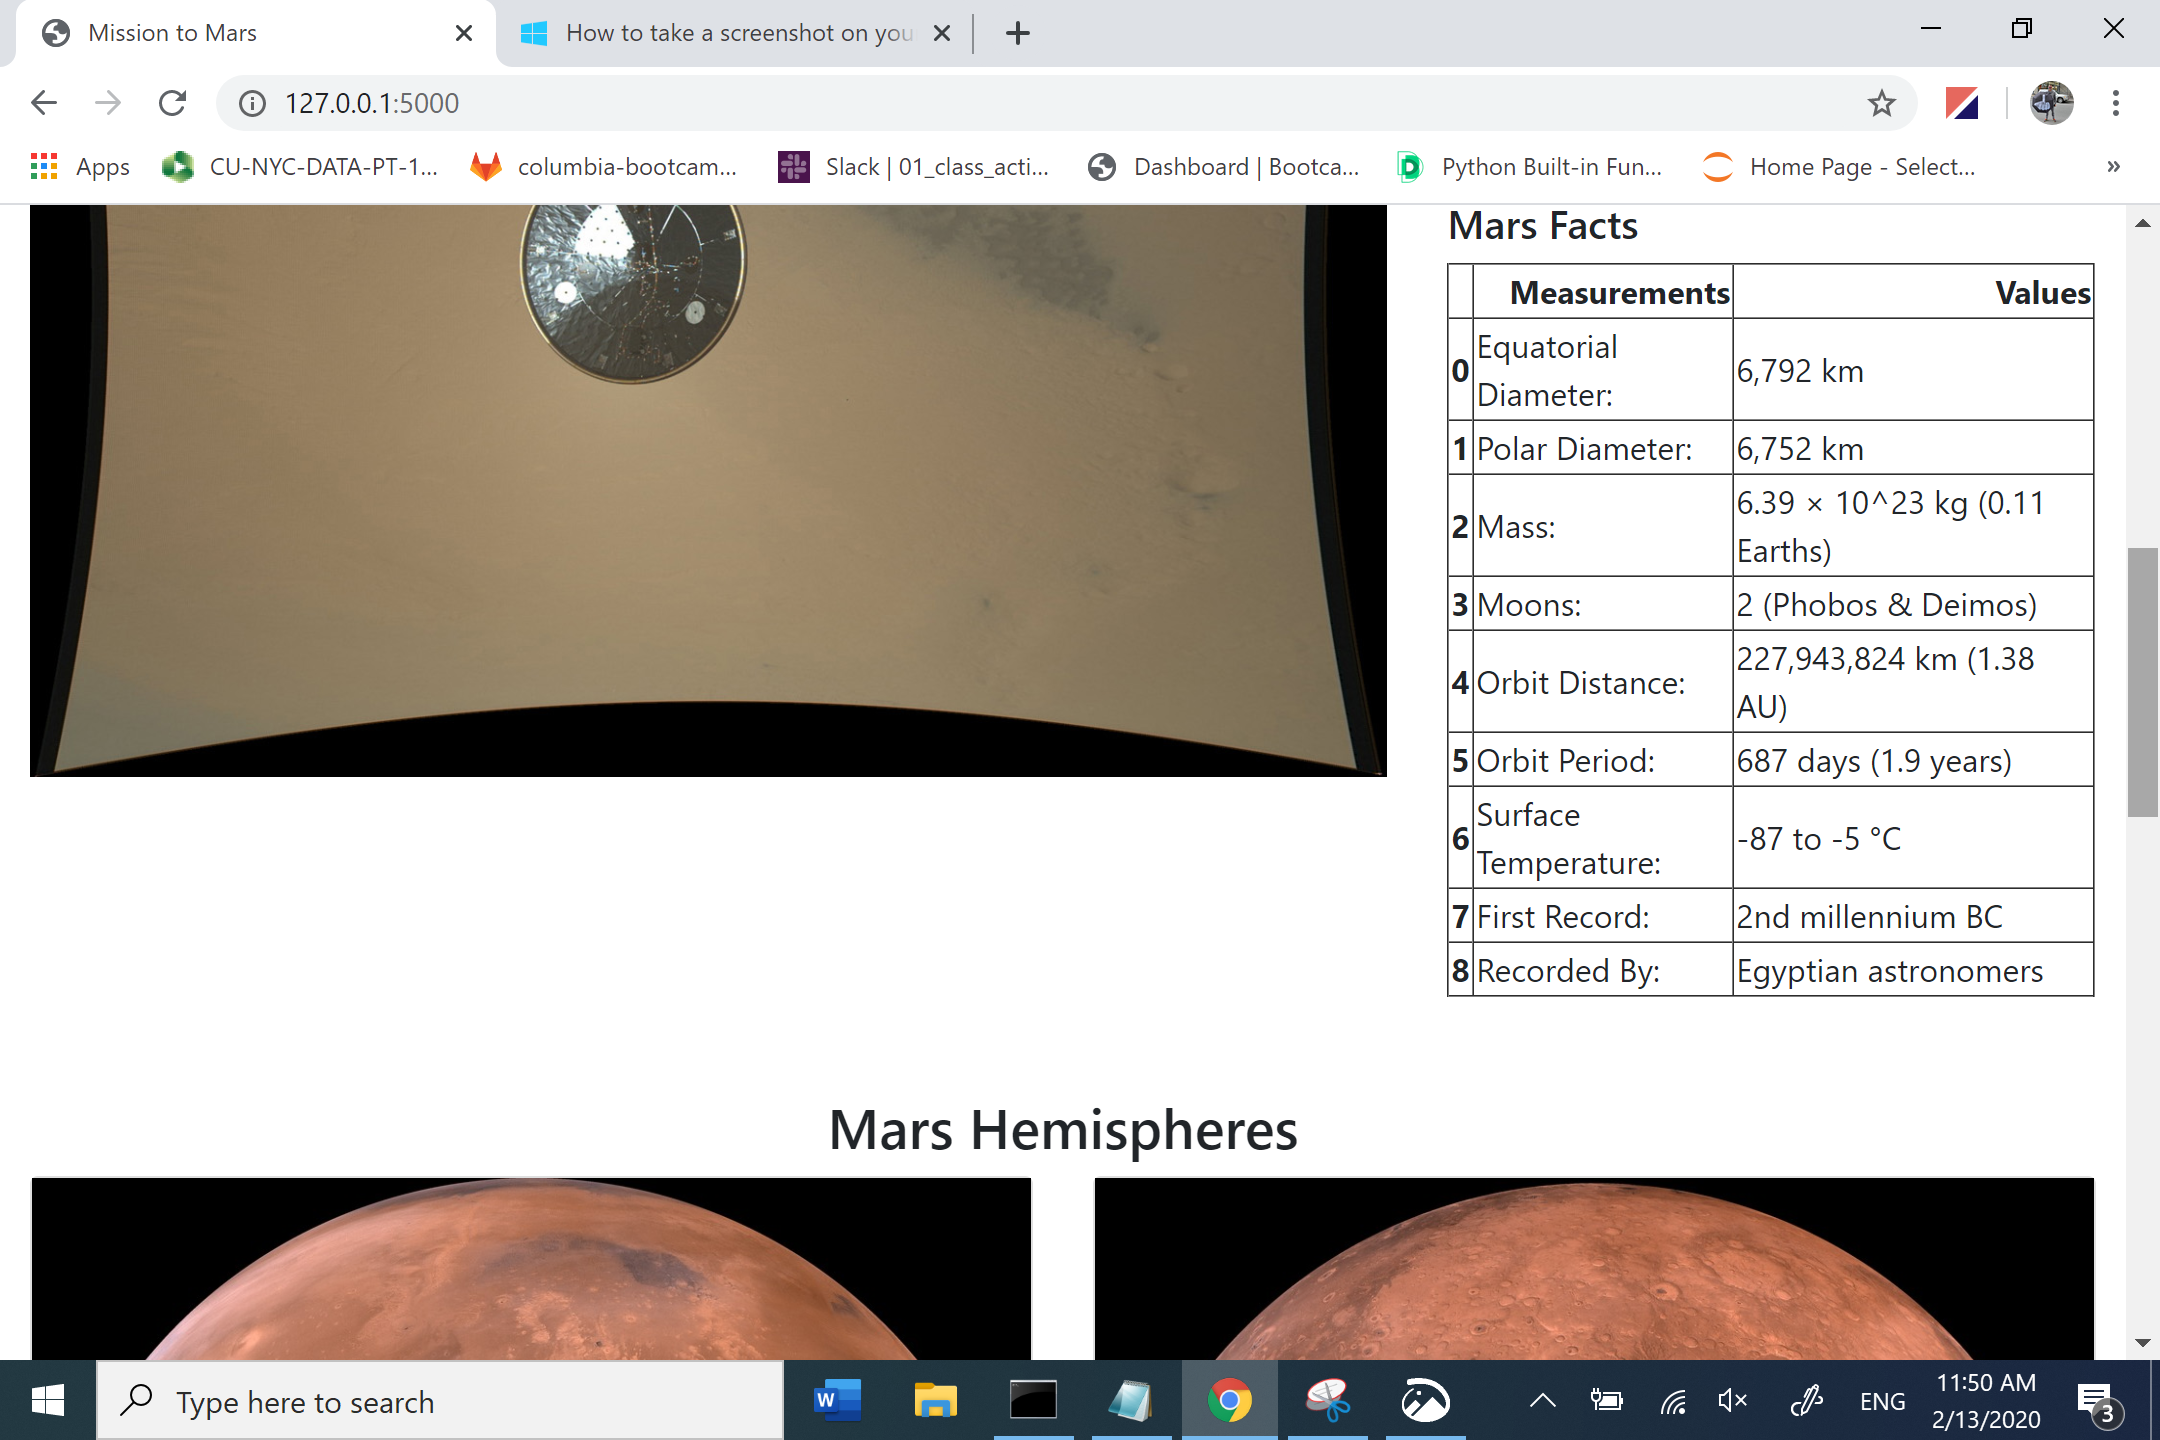 Mission to Mars
How to take a screenshot on you
127.0.0.1:5000
Apps
CU-NYC-DATA-PT-1...
columbia-bootcam...
Slack | 01_class_acti...
Dashboard | Bootca...
Python Built-in Fun...
Home Page - Select...
»
Mars Facts
Measurements Values
0 Equatorial Diameter: 6,792 km
1 Polar Diameter: 6,752 km
2 Mass: 6.39 × 10^23 kg (0.11 Earths)
3 Moons: 2 (Phobos & Deimos)
4 Orbit Distance: 227,943,824 km (1.38 AU)
5 Orbit Period: 687 days (1.9 years)
6 Surface Temperature: -87 to -5 °C
7 First Record: 2nd millennium BC
8 Recorded By: Egyptian astronomers
Mars Hemispheres
Type here to search
W
ENG
11:50 AM
2/13/2020
3